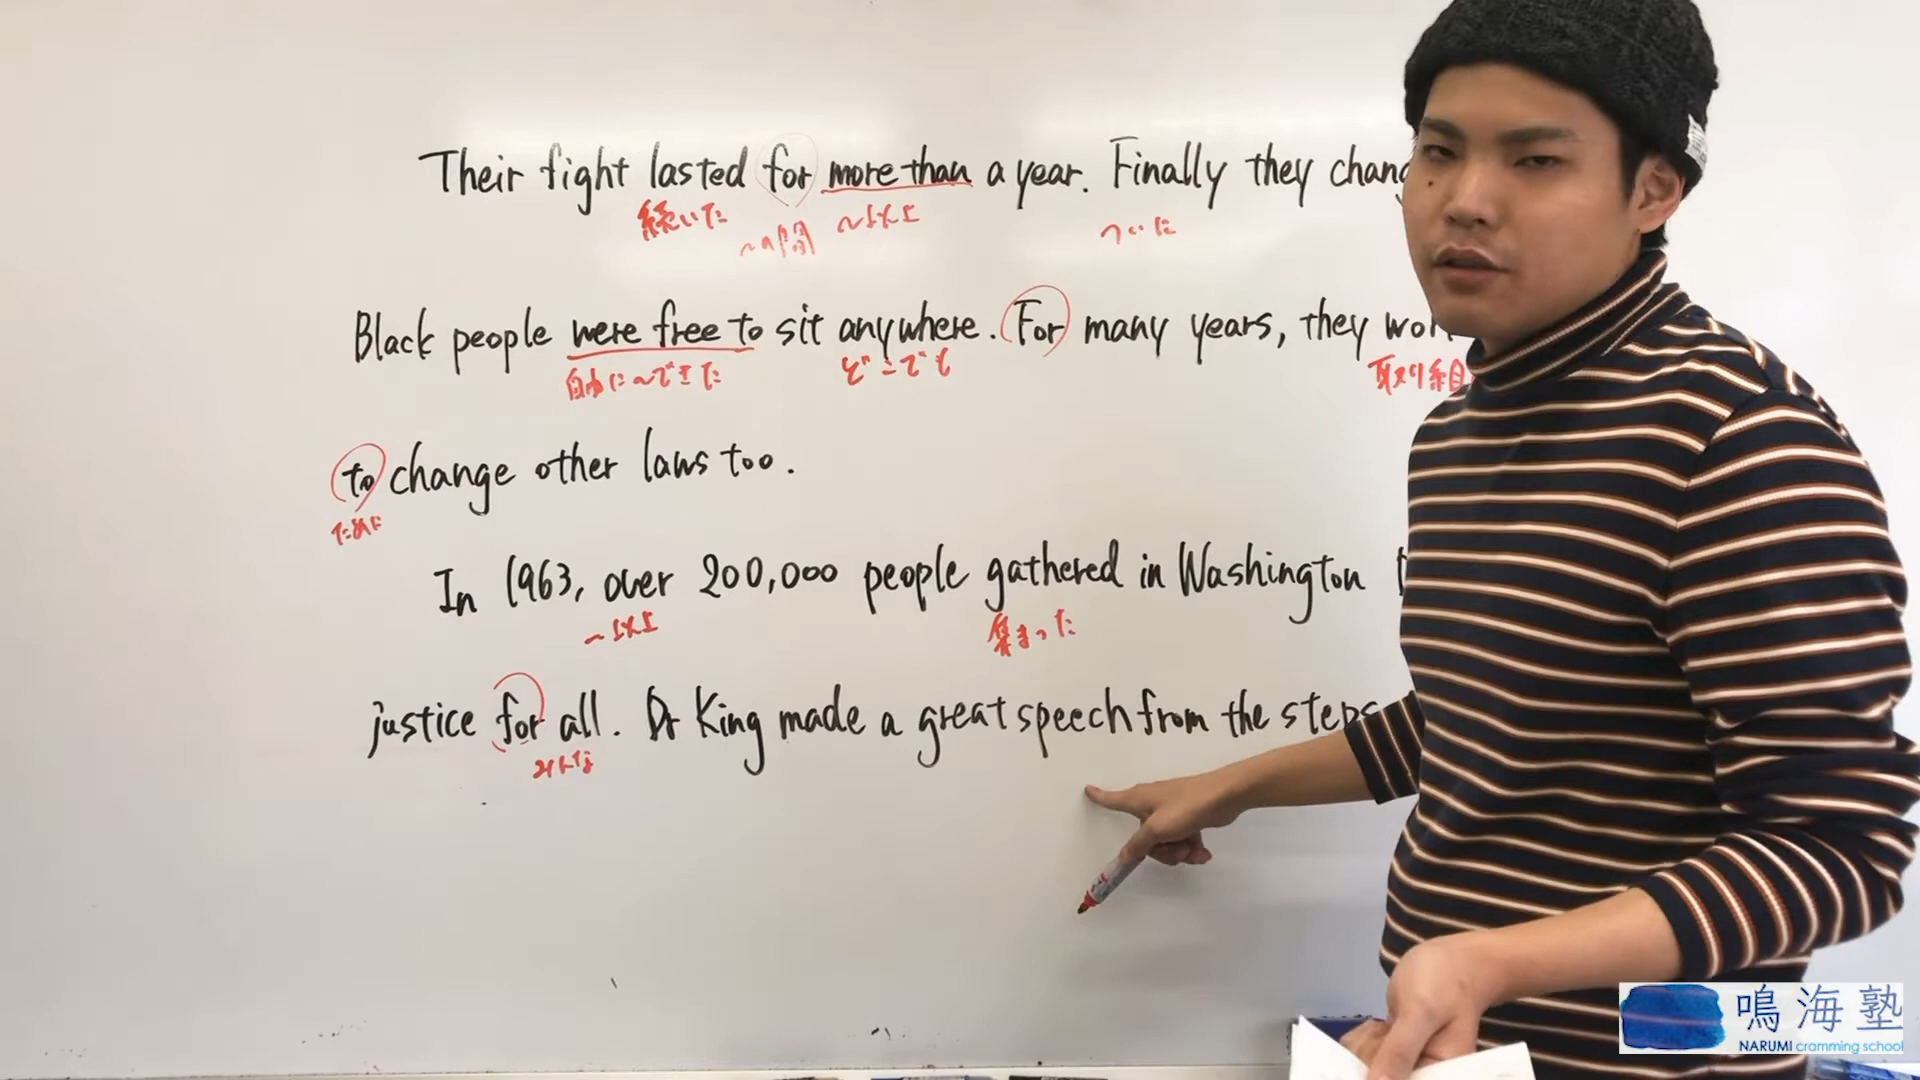 Their fight lasted for more than a year. Finally they chang
続いた ~の間 ~以上 ついに
Black people were free to sit anywhere. For many years, they wor
自由に~できた どこでも 取り組
to change other laws too.
ために
In 1963, over 200,000 people gathered in Washington
~以上 集まった
justice for all. Dr King made a great speech from the steps
みんな
鳴海塾
NARUMI cramming school